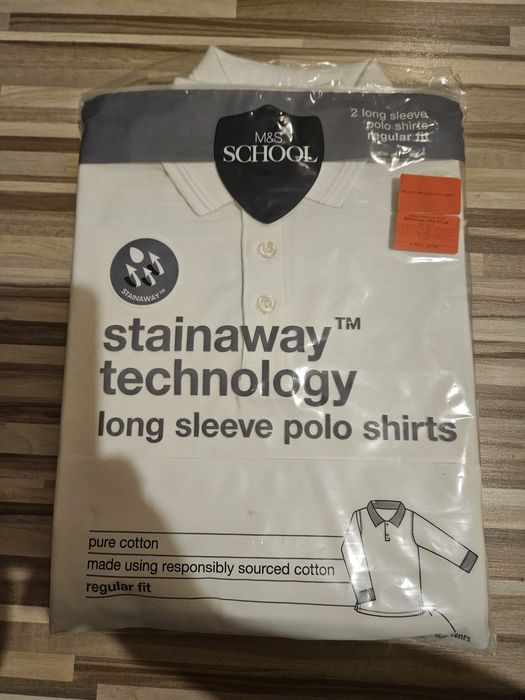 M&S
SCHOOL
2 long sleeve
polo shirts
regular fit
STAINAWAY™
stainaway™
technology
long sleeve polo shirts
pure cotton
made using responsibly sourced cotton
regular fit